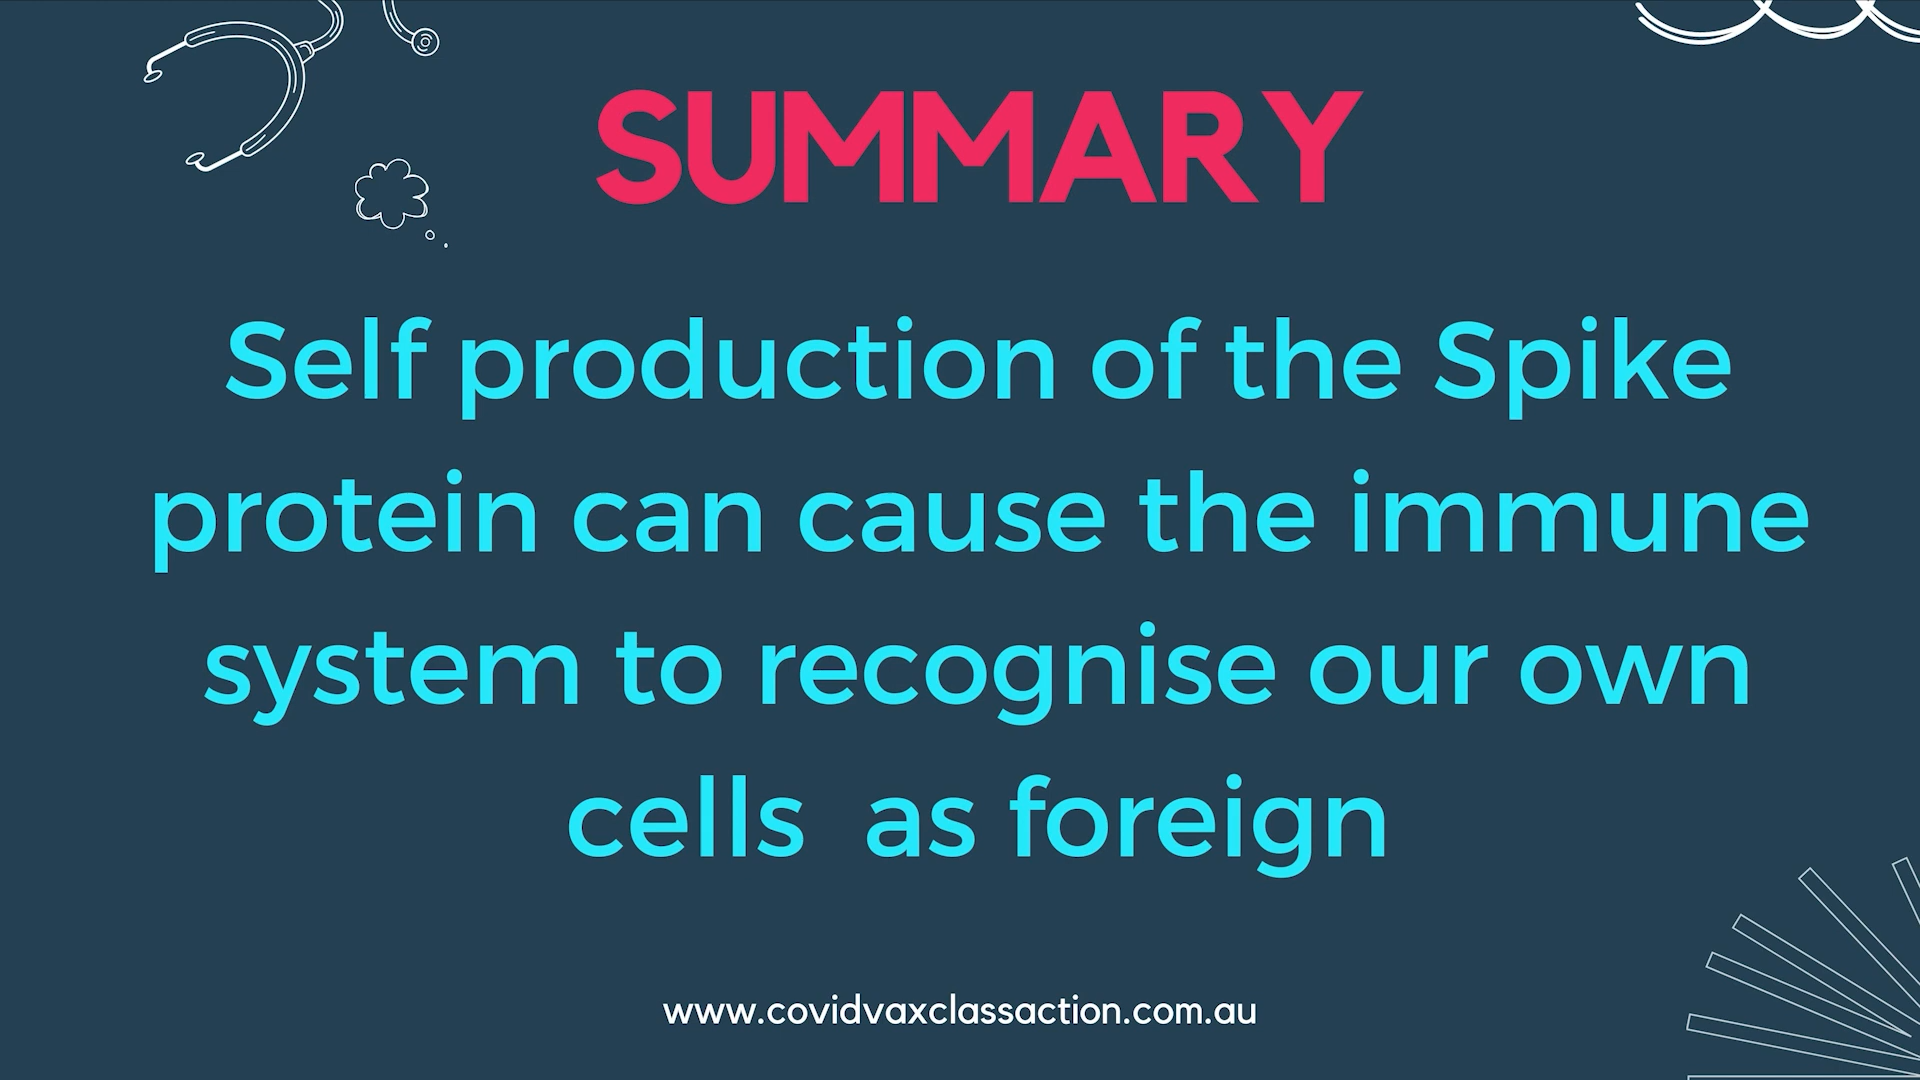 SUMMARY
Self production of the Spike
protein can cause the immune
system to recognise our own
cells  as foreign
www.covidvaxclassaction.com.au